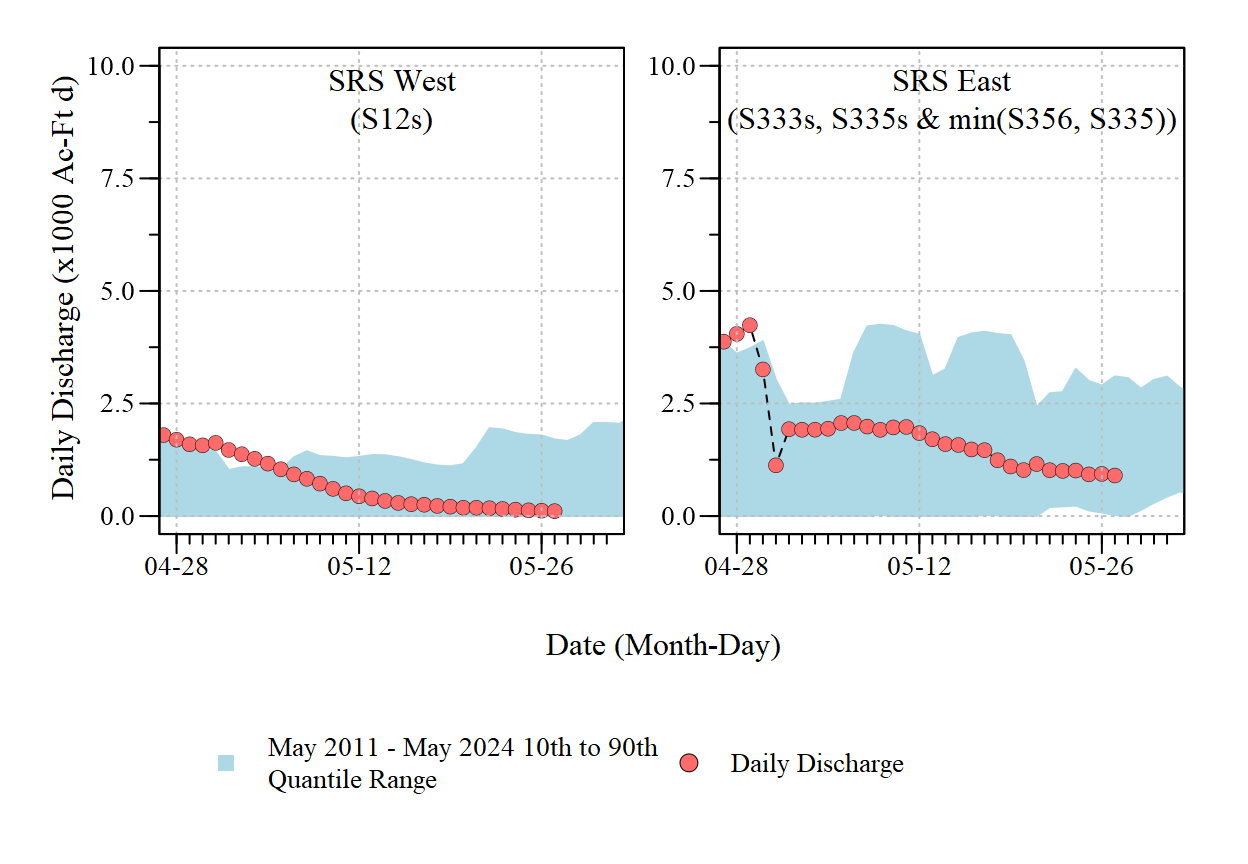 SRS West
(S12s)
SRS East
(S333s, S335s & min(S356, S335))
Daily Discharge (x1000 Ac-Ft d)
10.0
7.5
5.0
2.5
0.0
04-28
05-12
05-26
10.0
7.5
5.0
2.5
0.0
04-28
05-12
05-26
Date (Month-Day)
May 2011 - May 2024 10th to 90th
Quantile Range
Daily Discharge